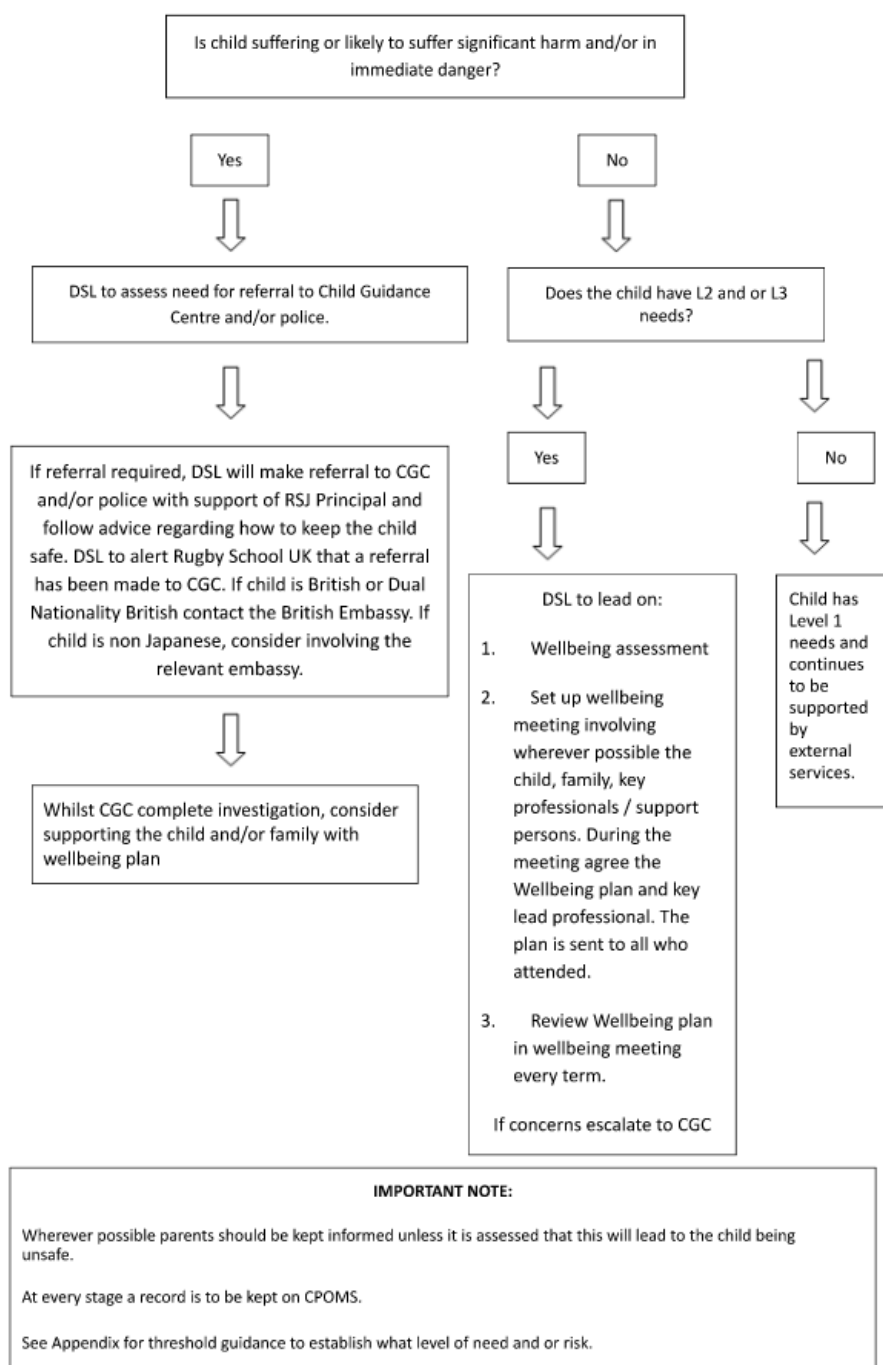 Is child suffering or likely to suffer significant harm and/or in
immediate danger?
Yes
No
DSL to assess need for referral to Child Guidance
Centre and/or police.
Does the child have L2 and or L3
needs?
If referral required, DSL will make referral to CGC
and/or police with support of RSJ Principal and
follow advice regarding how to keep the child
safe. DSL to alert Rugby School UK that a referral
has been made to CGC. If child is British or Dual
Nationality British contact the British Embassy. If
child is non Japanese, consider involving the
relevant embassy.
Whilst CGC complete investigation, consider
supporting the child and/or family with
wellbeing plan
Yes
No
DSL to lead on:
1. Wellbeing assessment
2. Set up wellbeing
meeting involving
wherever possible the
child, family, key
professionals / support
persons. During the
meeting agree the
Wellbeing plan and key
lead professional. The
plan is sent to all who
attended.
3. Review Wellbeing plan
in wellbeing meeting
every term.
If concerns escalate to CGC
Child has
Level 1
needs and
continues
to be
supported
by
external
services.
IMPORTANT NOTE:
Wherever possible parents should be kept informed unless it is assessed that this will lead to the child being
unsafe.
At every stage a record is to be kept on CPOMS.
See Appendix for threshold guidance to establish what level of need and or risk.